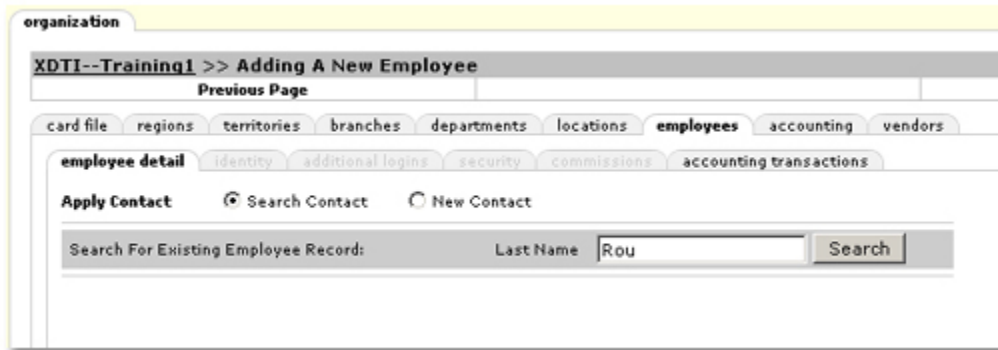 organization
XDTI--Training1 >> Adding A New Employee
Previous Page
card file regions territories branches departments locations employees accounting vendors
employee detail identity additional logins security commissions accounting transactions
Apply Contact Search Contact New Contact
Search For Existing Employee Record: Last Name Rou Search